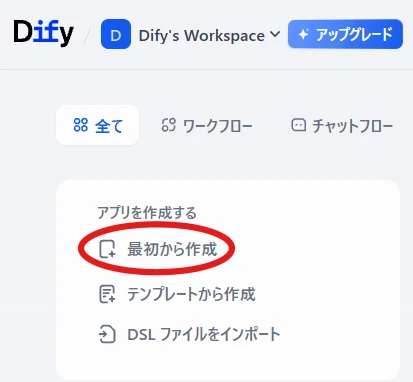 Dify / D Dify's Workspace アップグレード
全て ワークフロー チャットフロー
アプリを作成する
最初から作成
テンプレートから作成
DSL ファイルをインポート